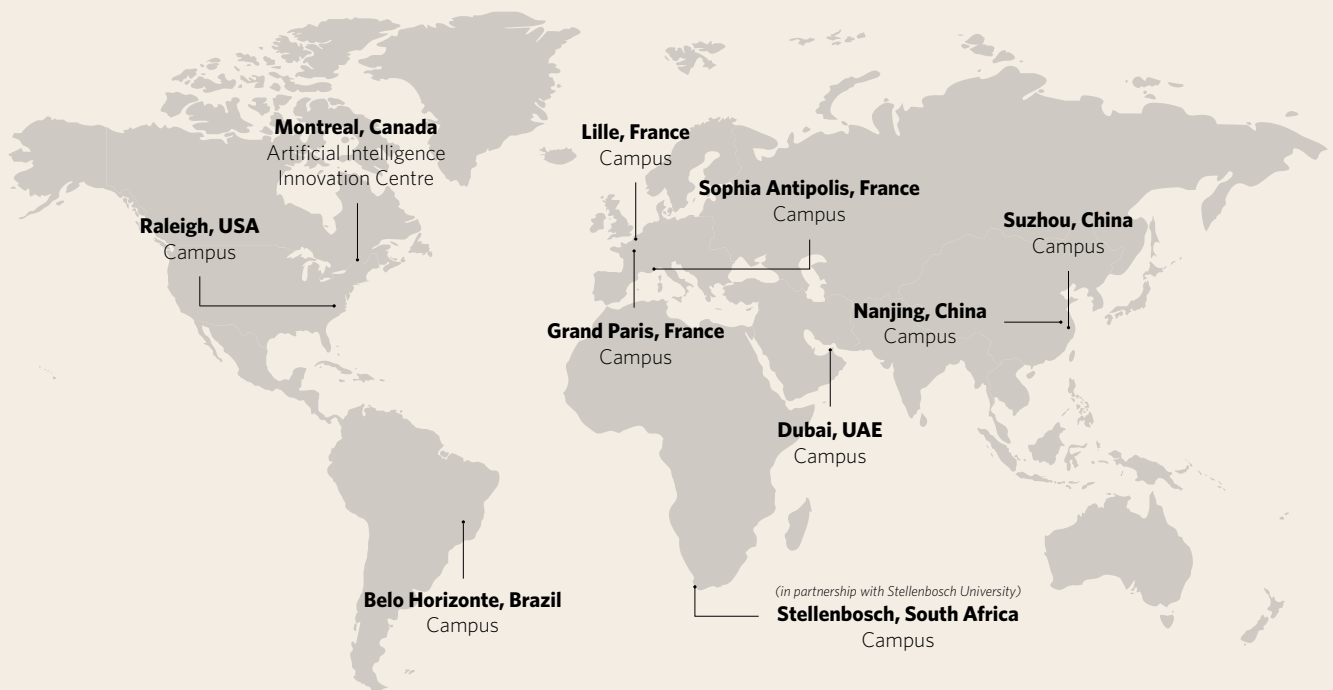 Montreal, Canada
Artificial Intelligence
Innovation Centre
Lille, France
Campus
Sophia Antipolis, France
Campus
Raleigh, USA
Campus
Suzhou, China
Campus
Nanjing, China
Campus
Grand Paris, France
Campus
Dubai, UAE
Campus
Belo Horizonte, Brazil
Campus
(in partnership with Stellenbosch University)
Stellenbosch, South Africa
Campus